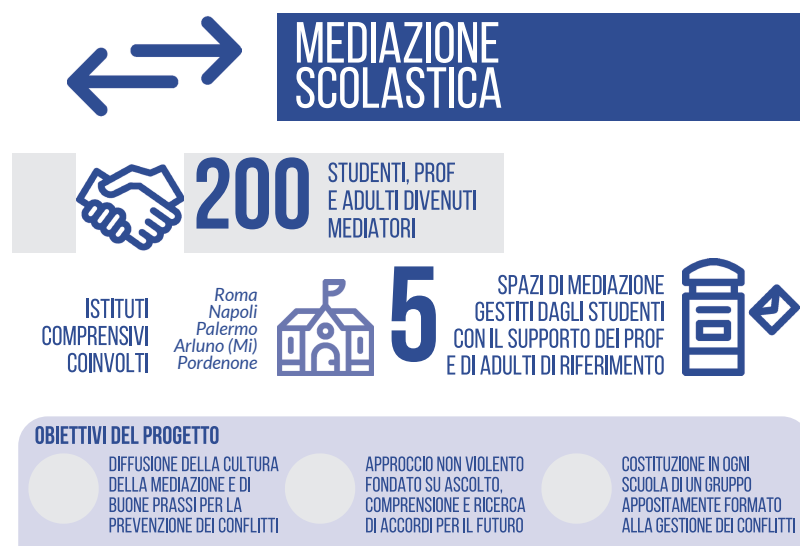 MEDIAZIONE
SCOLASTICA
200
STUDENTI, PROF
E ADULTI DIVENUTI
MEDIATORI
ISTITUTI
COMPRENSIVI
COINVOLTI
Roma
Napoli
Palermo
Arluno (Mi)
Pordenone
5
SPAZI DI MEDIAZIONE
GESTITI DAGLI STUDENTI
CON IL SUPPORTO DEI PROF
E DI ADULTI DI RIFERIMENTO
OBIETTIVI DEL PROGETTO
DIFFUSIONE DELLA CULTURA
DELLA MEDIAZIONE E DI
BUONE PRASSI PER LA
PREVENZIONE DEI CONFLITTI
APPROCCIO NON VIOLENTO
FONDATO SU ASCOLTO,
COMPRENSIONE E RICERCA
DI ACCORDI PER IL FUTURO
COSTITUZIONE IN OGNI
SCUOLA DI UN GRUPPO
APPOSITAMENTE FORMATO
ALLA GESTIONE DEI CONFLITTI